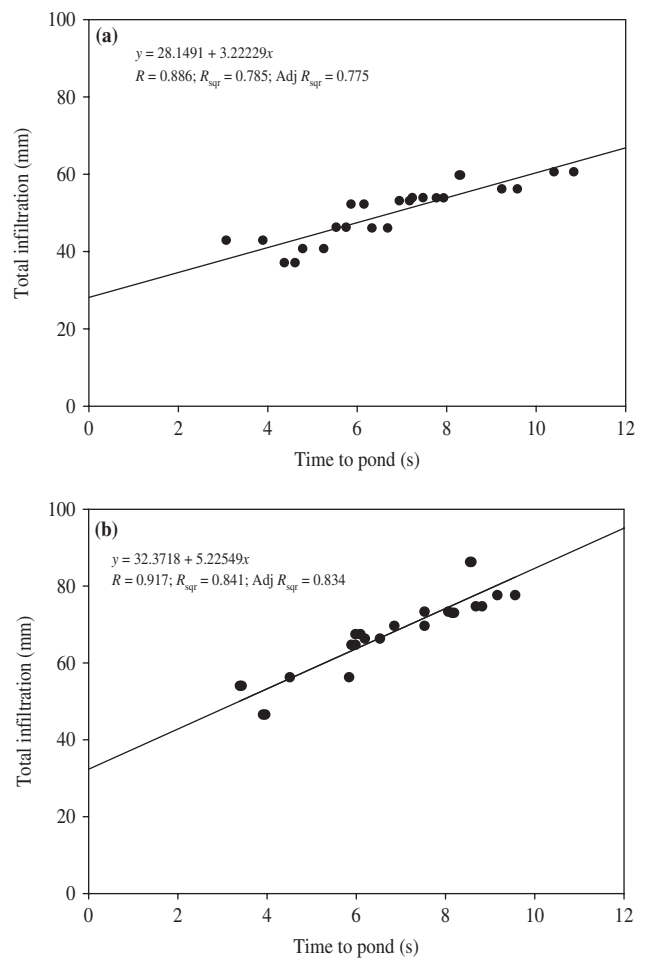 (a)
y = 28.1491 + 3.22229x
R = 0.886; Rsqr = 0.785; Adj Rsqr = 0.775
100
80
60
40
20
0
Total infiltration (mm)
0 2 4 6 8 10 12
Time to pond (s)
(b)
y = 32.3718 + 5.22549x
R = 0.917; Rsqr = 0.841; Adj Rsqr = 0.834
100
80
60
40
20
0
Total infiltration (mm)
0 2 4 6 8 10 12
Time to pond (s)